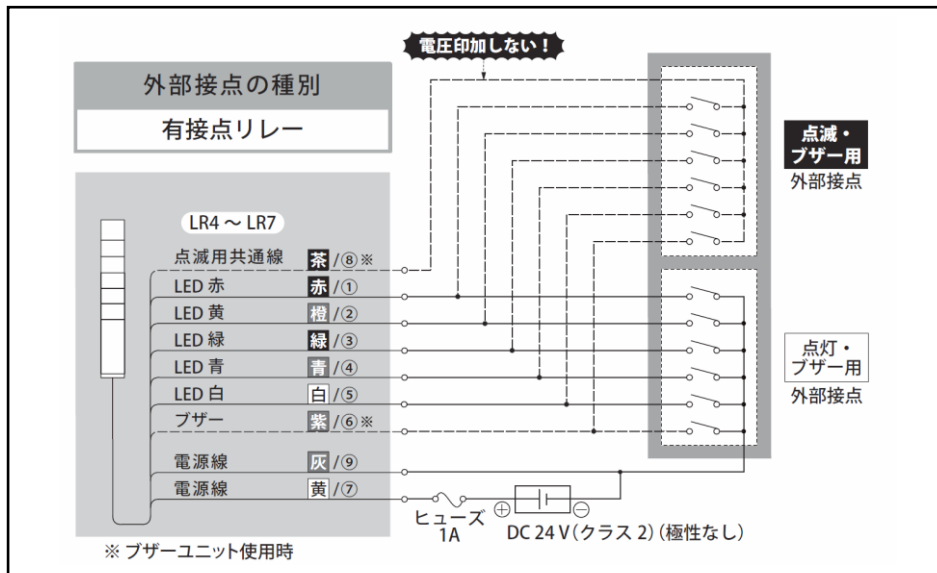 電圧印加しない！
外部接点の種別
有接点リレー
点滅・
ブザー用
外部接点
LR4 ～ LR7
点滅用共通線 茶 /⑧※
LED 赤 赤 /①
LED 黄 橙 /②
LED 緑 緑 /③
LED 青 青 /④
LED 白 白 /⑤
ブザー 紫 /⑥※
電源線 灰 /⑨
電源線 黄 /⑦
点灯・
ブザー用
外部接点
ヒューズ
1A
⊕ ⊖
DC 24 V（クラス 2）（極性なし）
※ ブザーユニット使用時